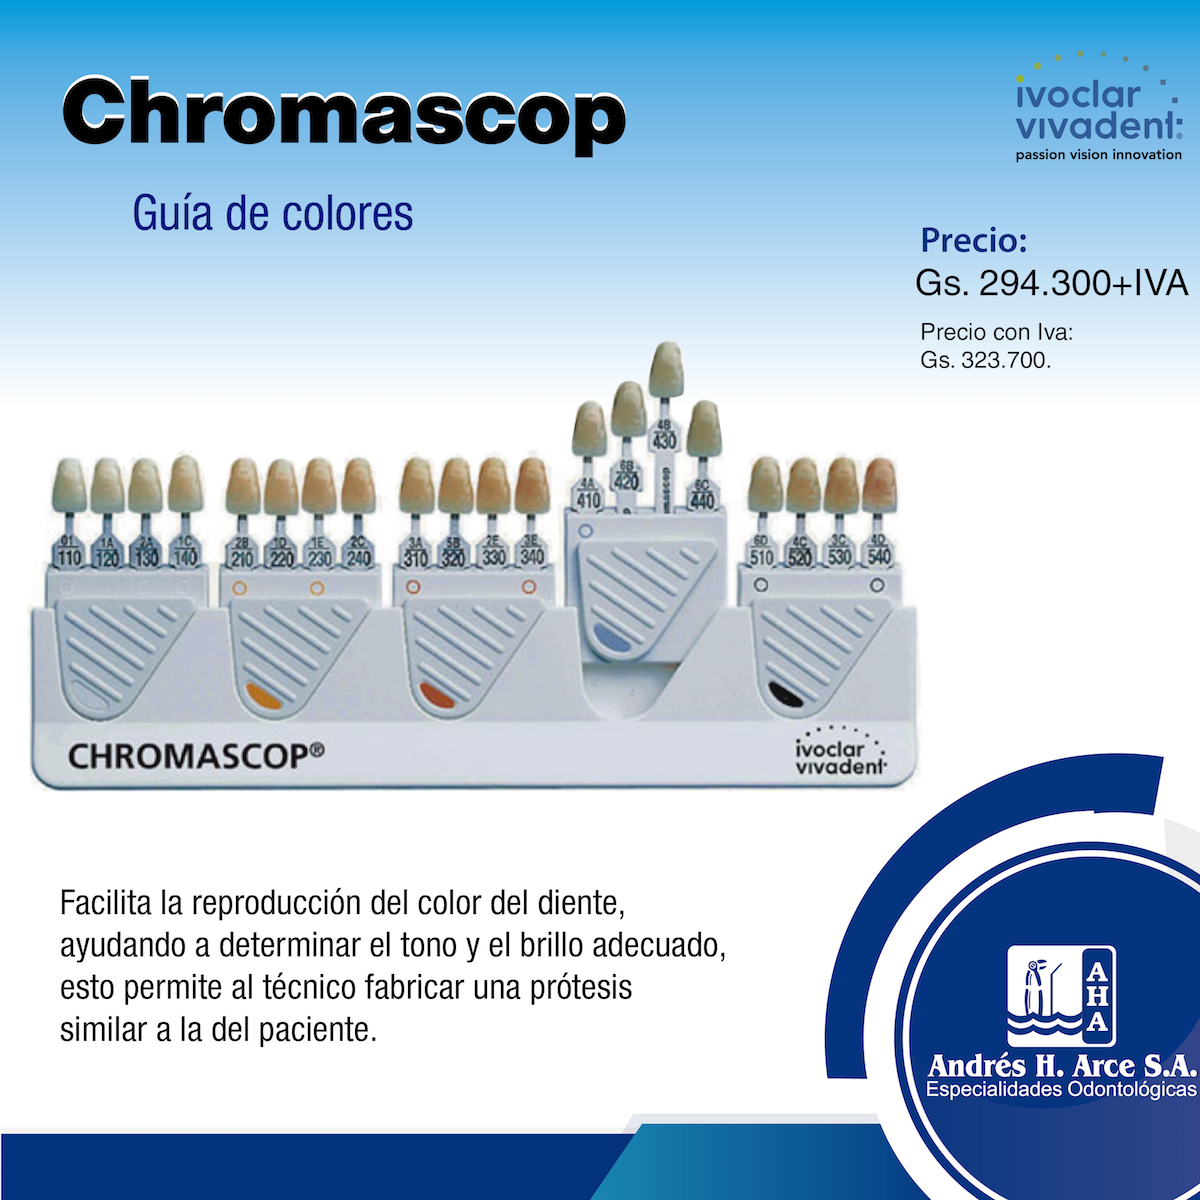 Chromascop
Guía de colores
ivoclar
vivadent:®
passion vision innovation
Precio:
Gs. 294.300+IVA
Precio con Iva:
Gs. 323.700.
4B
430
6B
420
4A
410
6C
440
mascop
01 1A 2A 1C
110 120 130 140
2B 1D 1E 2C
210 220 230 240
3A 5B 2E 3E
310 320 330 340
6D 4C 3C 4D
510 520 530 540
CHROMASCOP®
ivoclar
vivadent
Facilita la reproducción del color del diente,
ayudando a determinar el tono y el brillo adecuado,
esto permite al técnico fabricar una prótesis
similar a la del paciente.
AHA
Andrés H. Arce S.A.
Especialidades Odontológicas